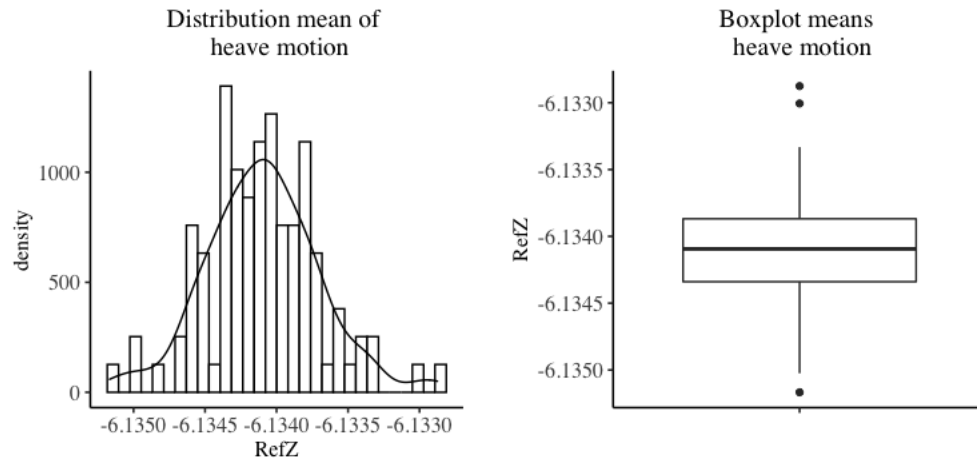 Distribution mean of
heave motion
1000
500
0
density
-6.1350 -6.1345 -6.1340 -6.1335 -6.1330
RefZ
Boxplot means
heave motion
-6.1330
-6.1335
-6.1340
-6.1345
-6.1350
RefZ